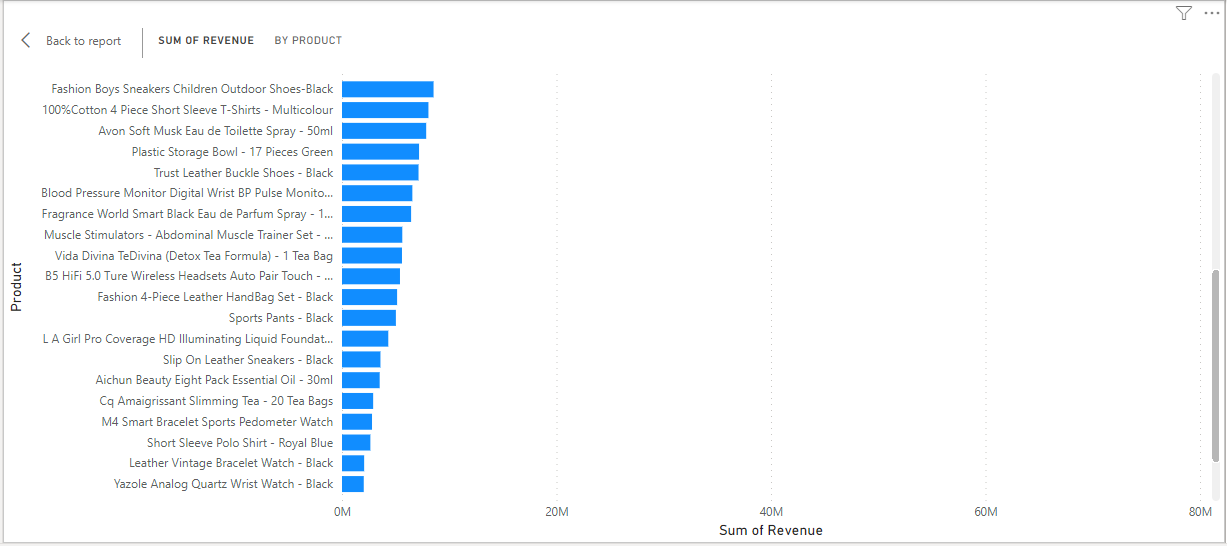 Back to report
SUM OF REVENUE
BY PRODUCT
Product
Fashion Boys Sneakers Children Outdoor Shoes-Black
100%Cotton 4 Piece Short Sleeve T-Shirts - Multicolour
Avon Soft Musk Eau de Toilette Spray - 50ml
Plastic Storage Bowl - 17 Pieces Green
Trust Leather Buckle Shoes - Black
Blood Pressure Monitor Digital Wrist BP Pulse Monito...
Fragrance World Smart Black Eau de Parfum Spray - 1...
Muscle Stimulators - Abdominal Muscle Trainer Set - ...
Vida Divina TeDivina (Detox Tea Formula) - 1 Tea Bag
B5 HiFi 5.0 Ture Wireless Headsets Auto Pair Touch - ...
Fashion 4-Piece Leather HandBag Set - Black
Sports Pants - Black
L A Girl Pro Coverage HD Illuminating Liquid Foundat...
Slip On Leather Sneakers - Black
Aichun Beauty Eight Pack Essential Oil - 30ml
Cq Amaigrissant Slimming Tea - 20 Tea Bags
M4 Smart Bracelet Sports Pedometer Watch
Short Sleeve Polo Shirt - Royal Blue
Leather Vintage Bracelet Watch - Black
Yazole Analog Quartz Wrist Watch - Black
0M 20M 40M 60M 80M
Sum of Revenue